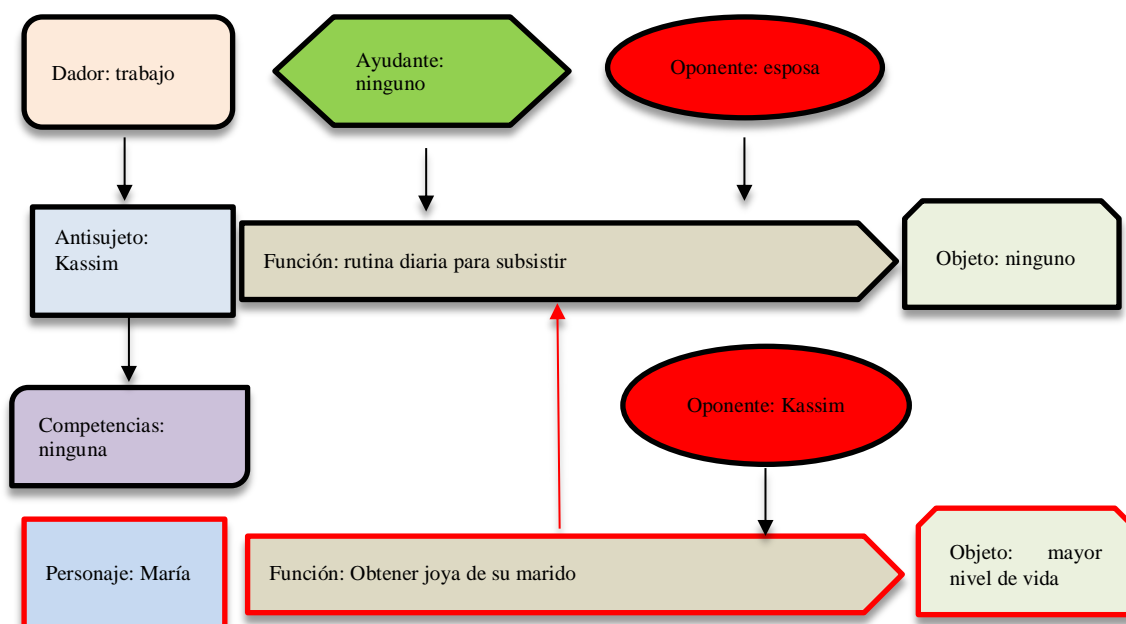 Dador: trabajo
Ayudante:
ninguno
Oponente: esposa
Antisujeto:
Kassim
Función: rutina diaria para subsistir
Objeto: ninguno
Competencias:
ninguna
Oponente: Kassim
Personaje: María
Función: Obtener joya de su marido
Objeto: mayor
nivel de vida